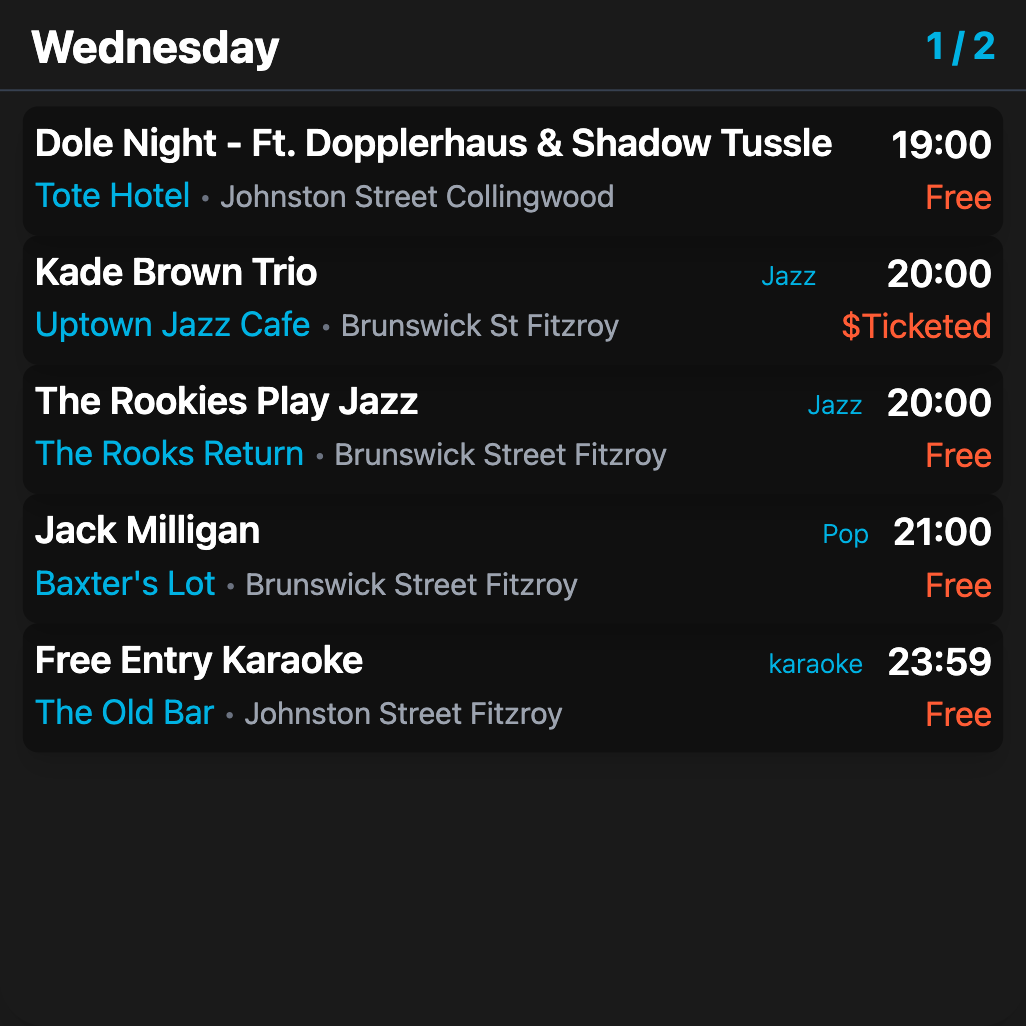 Wednesday 1 / 2
Dole Night - Ft. Dopplerhaus & Shadow Tussle 19:00
Tote Hotel • Johnston Street Collingwood Free
Kade Brown Trio Jazz 20:00
Uptown Jazz Cafe • Brunswick St Fitzroy $Ticketed
The Rookies Play Jazz Jazz 20:00
The Rooks Return • Brunswick Street Fitzroy Free
Jack Milligan Pop 21:00
Baxter's Lot • Brunswick Street Fitzroy Free
Free Entry Karaoke karaoke 23:59
The Old Bar • Johnston Street Fitzroy Free